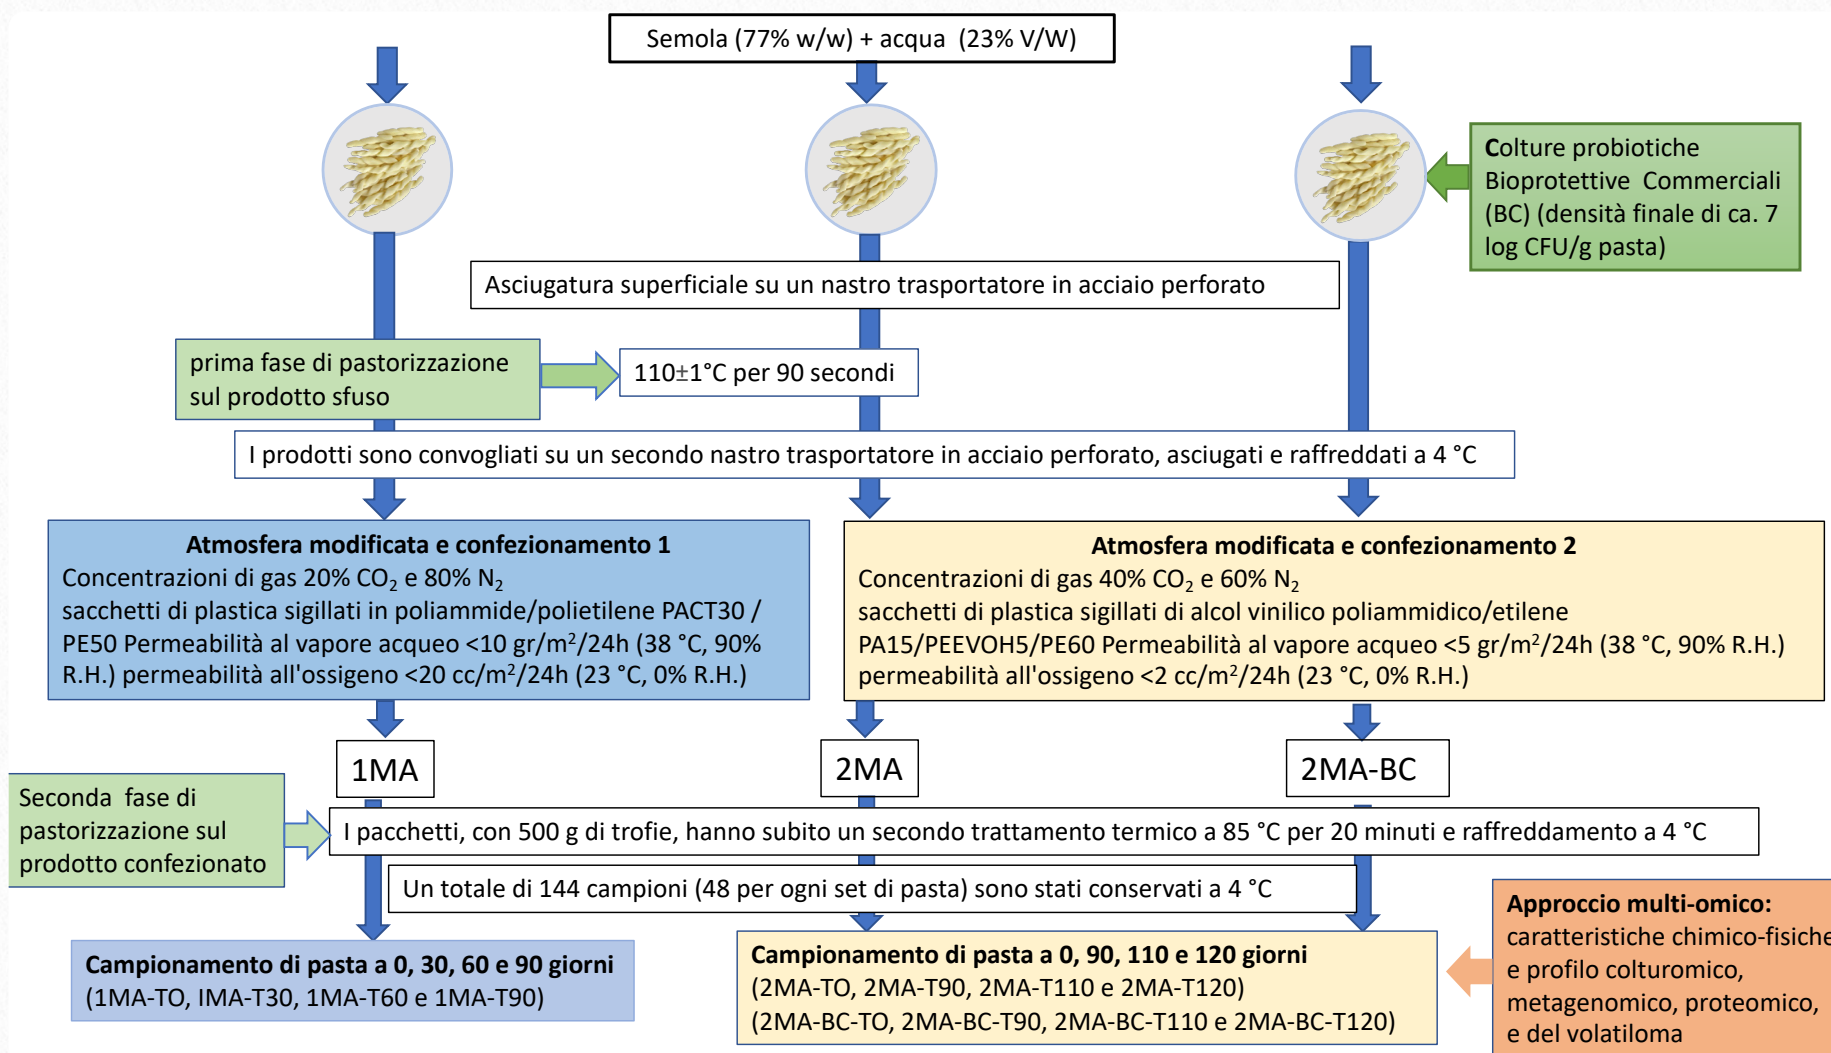 Semola (77% w/w) + acqua (23% V/W)
Colture probiotiche
Bioprotettive Commerciali
(BC) (densità finale di ca. 7
log CFU/g pasta)
Asciugatura superficiale su un nastro trasportatore in acciaio perforato
prima fase di pastorizzazione
sul prodotto sfuso
110±1°C per 90 secondi
I prodotti sono convogliati su un secondo nastro trasportatore in acciaio perforato, asciugati e raffreddati a 4 °C
Atmosfera modificata e confezionamento 1
Concentrazioni di gas 20% CO₂ e 80% N₂
sacchetti di plastica sigillati in poliammide/polietilene PACT30 /
PE50 Permeabilità al vapore acqueo <10 gr/m²/24h (38 °C, 90%
R.H.) permeabilità all'ossigeno <20 cc/m²/24h (23 °C, 0% R.H.)
Atmosfera modificata e confezionamento 2
Concentrazioni di gas 40% CO₂ e 60% N₂
sacchetti di plastica sigillati di alcol vinilico poliammidico/etilene
PA15/PEEVOH5/PE60 Permeabilità al vapore acqueo <5 gr/m²/24h (38 °C, 90% R.H.)
permeabilità all'ossigeno <2 cc/m²/24h (23 °C, 0% R.H.)
1MA
2MA
2MA-BC
Seconda fase di
pastorizzazione sul
prodotto confezionato
I pacchetti, con 500 g di trofie, hanno subito un secondo trattamento termico a 85 °C per 20 minuti e raffreddamento a 4 °C
Un totale di 144 campioni (48 per ogni set di pasta) sono stati conservati a 4 °C
Campionamento di pasta a 0, 30, 60 e 90 giorni
(1MA-TO, IMA-T30, 1MA-T60 e 1MA-T90)
Campionamento di pasta a 0, 90, 110 e 120 giorni
(2MA-TO, 2MA-T90, 2MA-T110 e 2MA-T120)
(2MA-BC-TO, 2MA-BC-T90, 2MA-BC-T110 e 2MA-BC-T120)
Approccio multi-omico:
caratteristiche chimico-fisiche
e profilo colturomico,
metagenomico, proteomico,
e del volatiloma